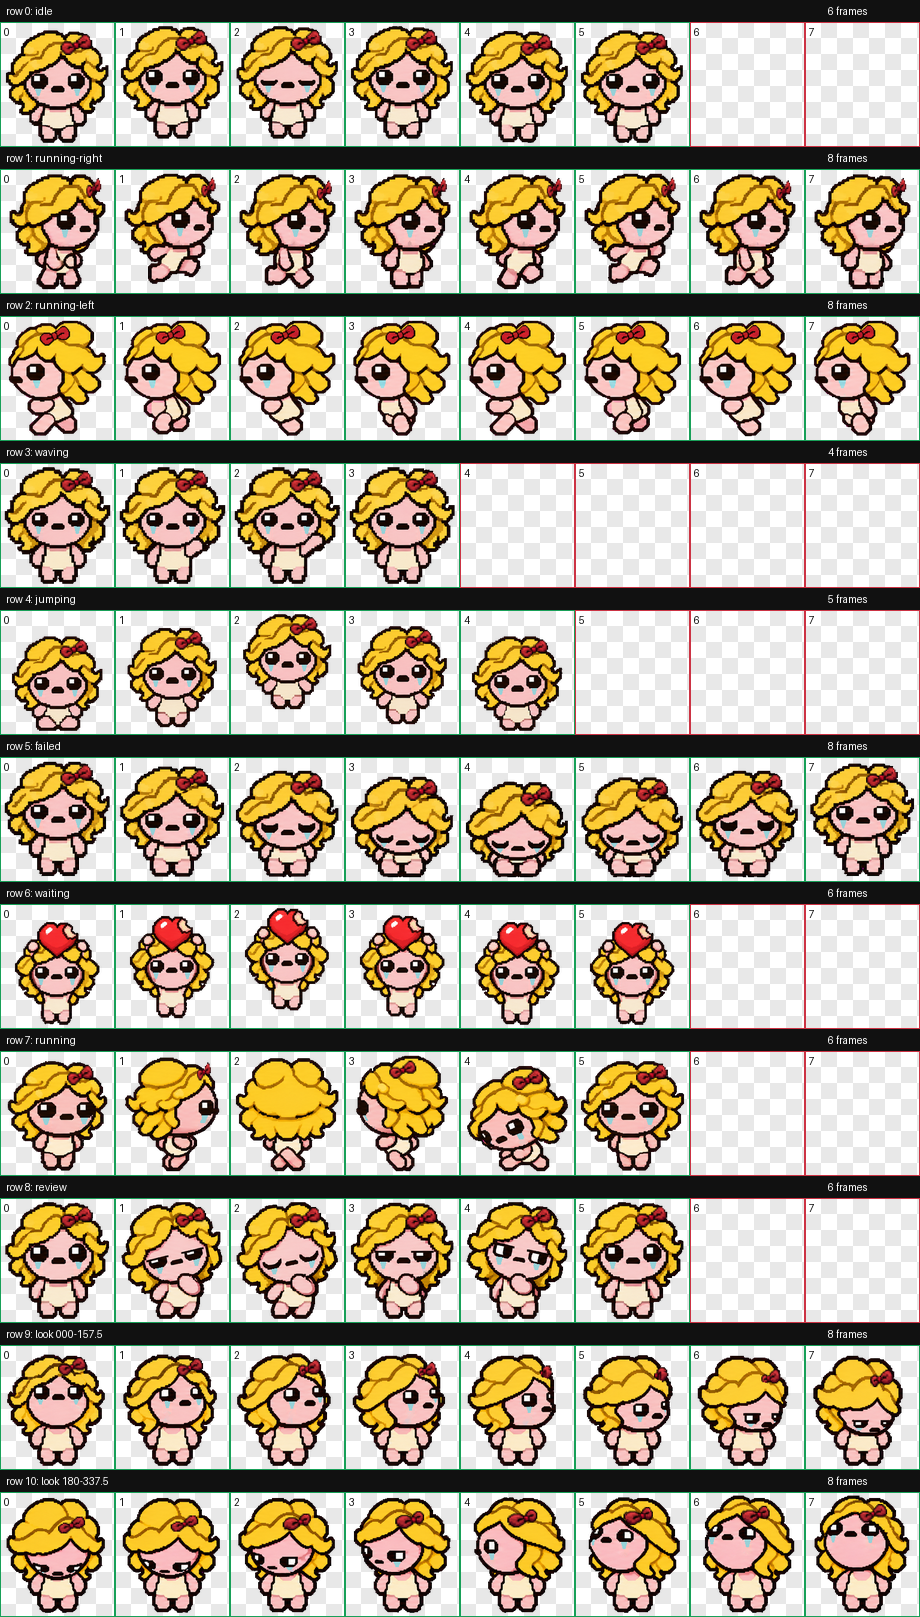 row 0: idle 6 frames
0 1 2 3 4 5 6 7
row 1: running-right 8 frames
0 1 2 3 4 5 6 7
row 2: running-left 8 frames
0 1 2 3 4 5 6 7
row 3: waving 4 frames
0 1 2 3 4 5 6 7
row 4: jumping 5 frames
0 1 2 3 4 5 6 7
row 5: failed 8 frames
0 1 2 3 4 5 6 7
row 6: waiting 6 frames
0 1 2 3 4 5 6 7
row 7: running 6 frames
0 1 2 3 4 5 6 7
row 8: review 6 frames
0 1 2 3 4 5 6 7
row 9: look 000-157.5 8 frames
0 1 2 3 4 5 6 7
row 10: look 180-337.5 8 frames
0 1 2 3 4 5 6 7